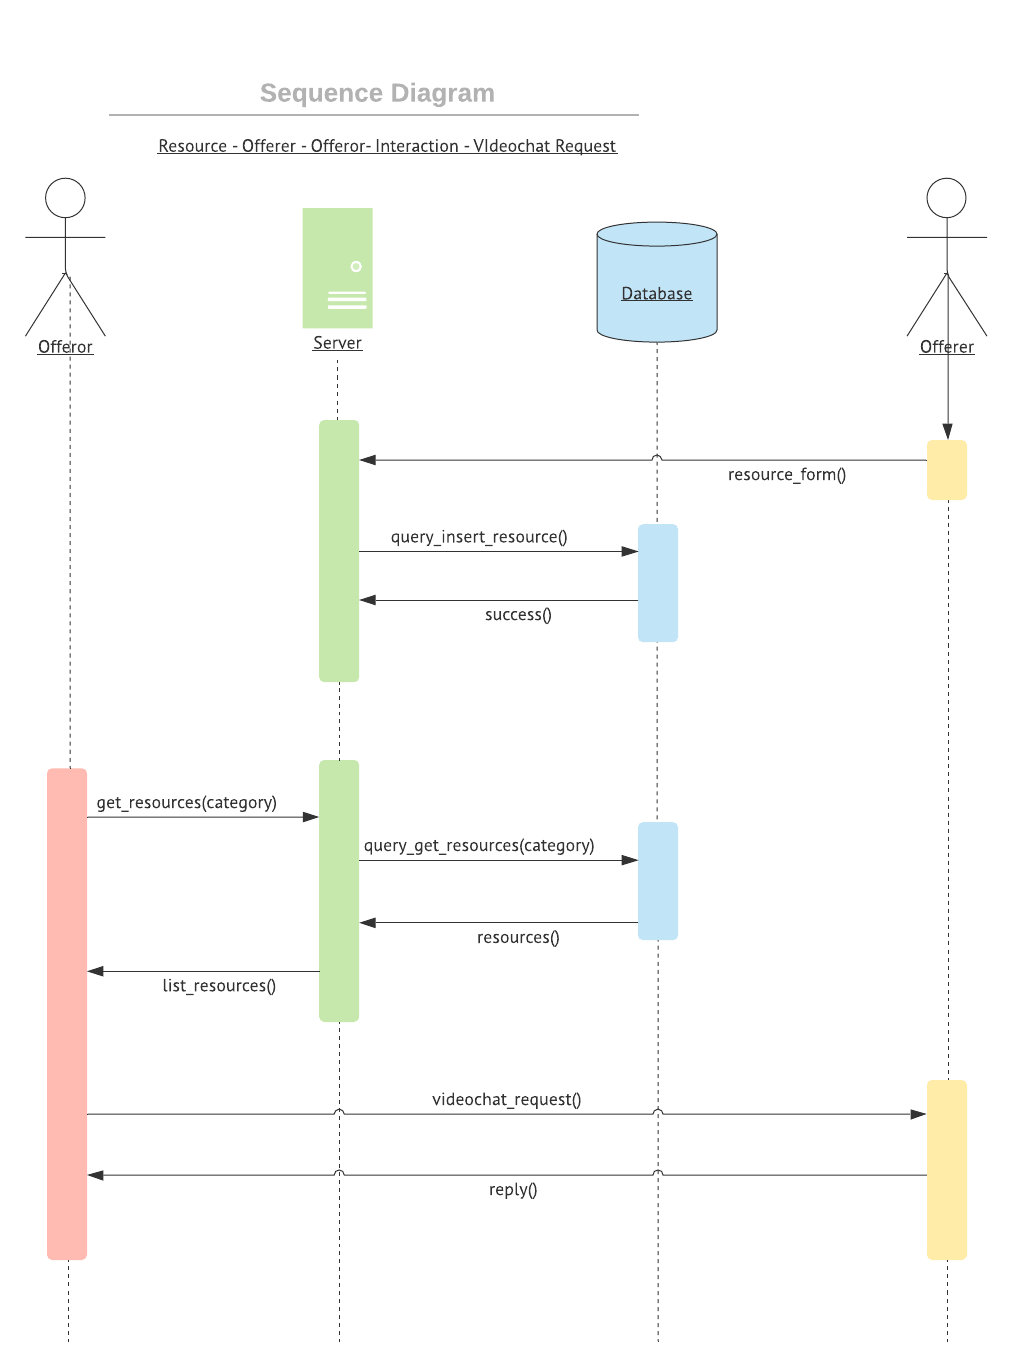 Sequence Diagram
Resource - Offerer - Offeror- Interaction - VIdeochat Request
Database
Server
Offeror
Offerer
resource_form()
query_insert_resource()
success()
get_resources(category)
query_get_resources(category)
resources()
list_resources()
videochat_request()
reply()